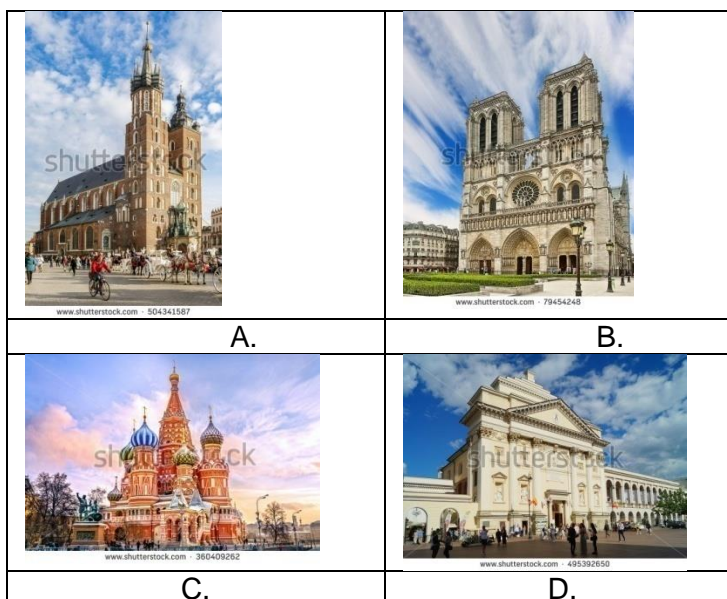 shutterstock
www.shutterstock.com · 504341587
shutterstock
www.shutterstock.com · 79454248
A.
B.
shutterstock
www.shutterstock.com · 360409262
shutterstock
www.shutterstock.com · 495392650
C.
D.